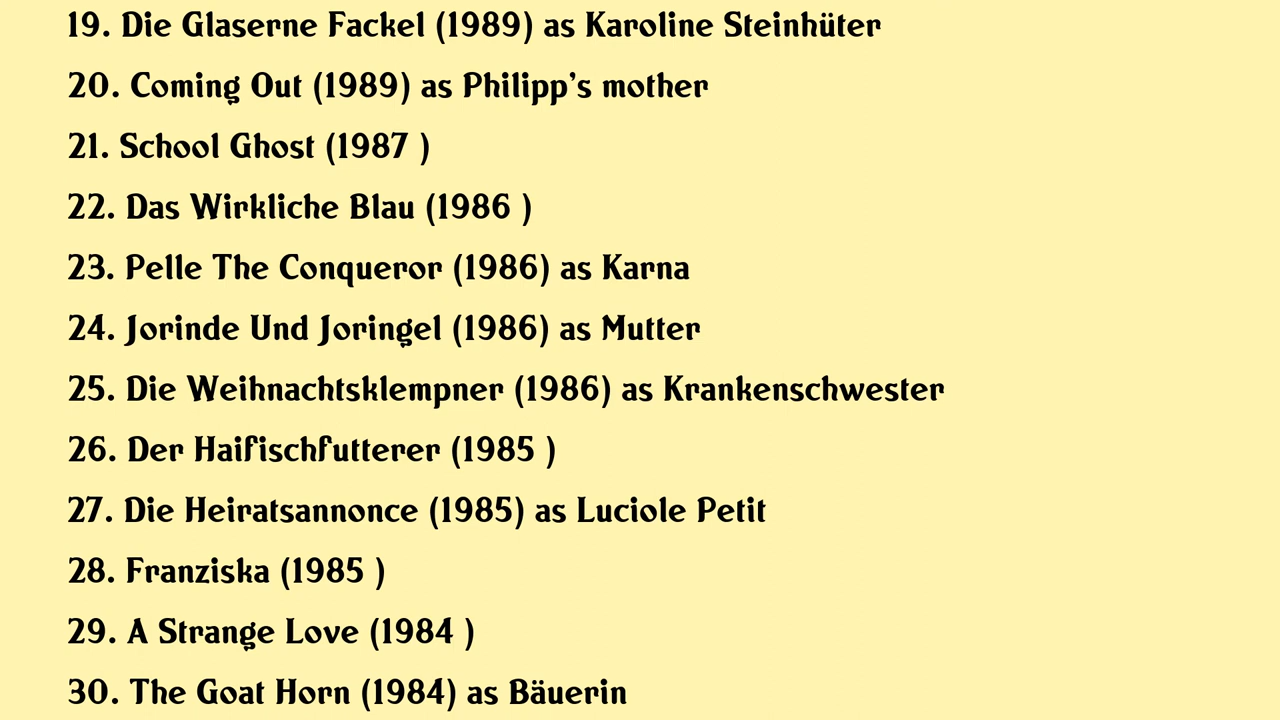 19. Die Glaserne Fackel (1989) as Karoline Steinhüter
20. Coming Out (1989) as Philipp's mother
21. School Ghost (1987 )
22. Das Wirkliche Blau (1986 )
23. Pelle The Conqueror (1986) as Karna
24. Jorinde Und Joringel (1986) as Mutter
25. Die Weihnachtsklempner (1986) as Krankenschwester
26. Der Haifischfutterer (1985 )
27. Die Heiratsannonce (1985) as Luciole Petit
28. Franziska (1985 )
29. A Strange Love (1984 )
30. The Goat Horn (1984) as Bäuerin